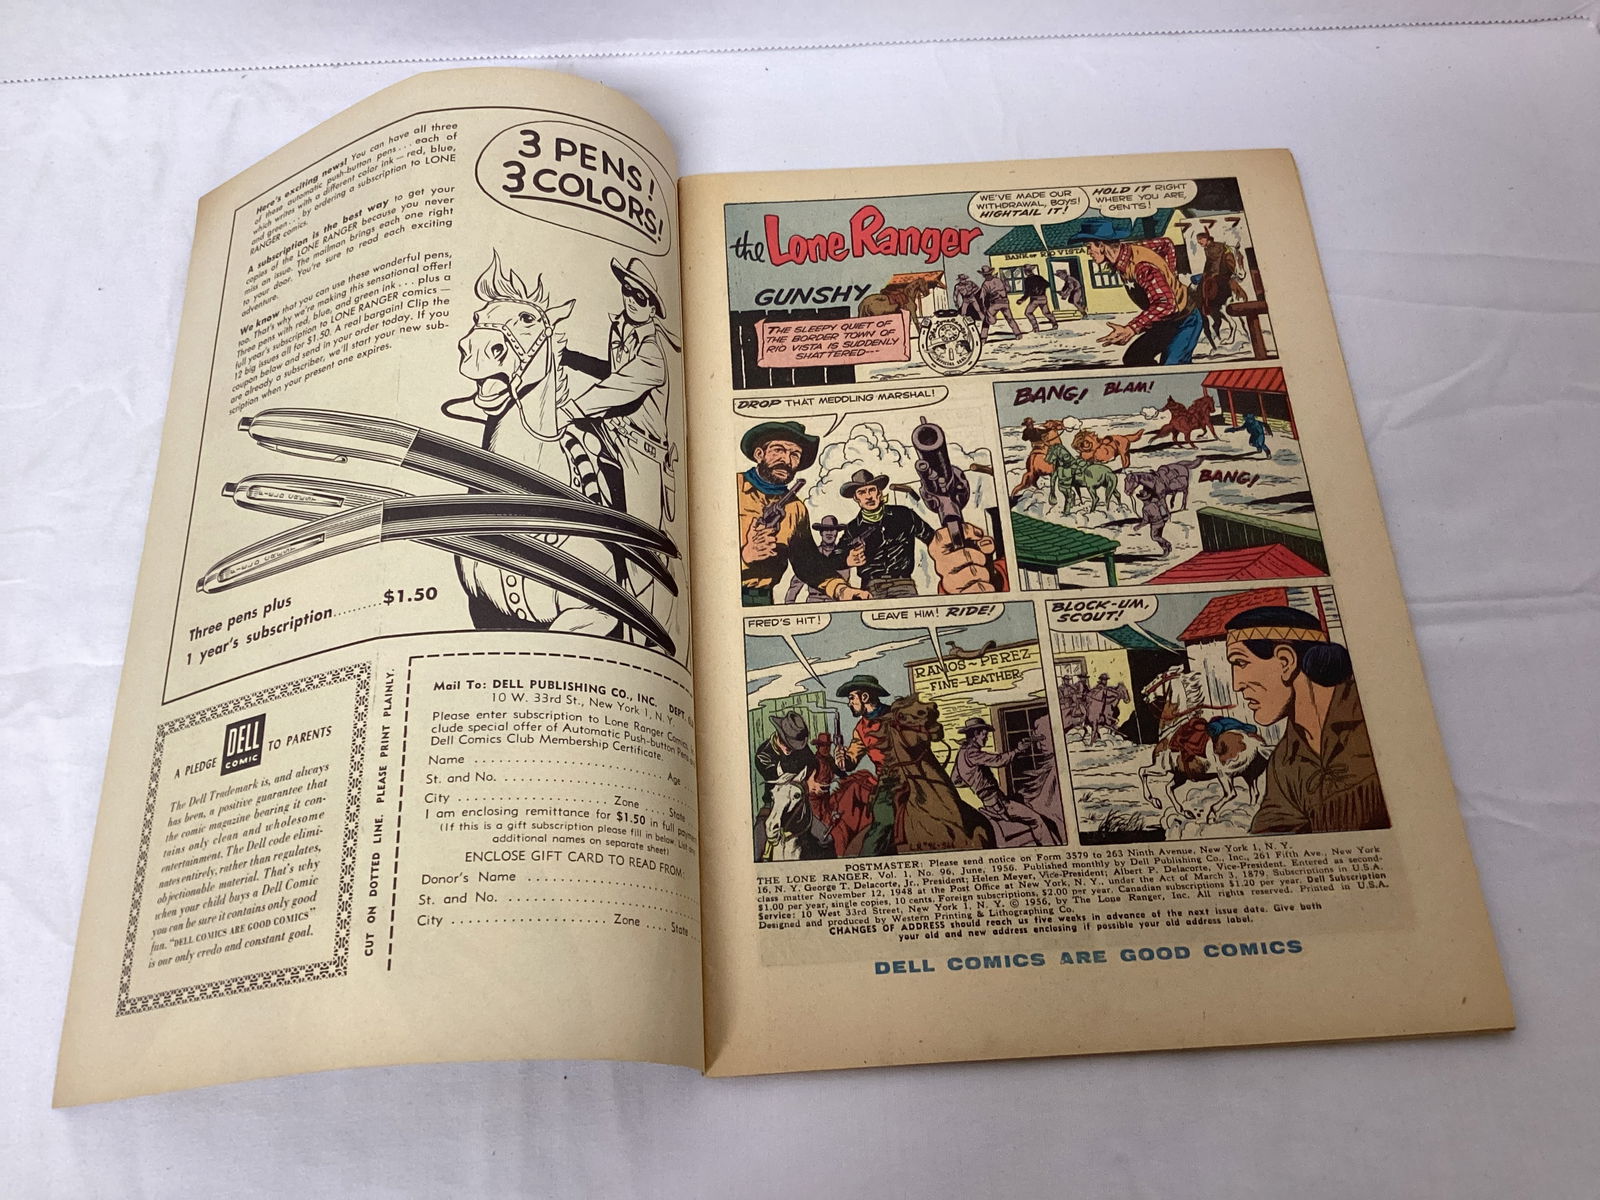 3 PENS!
3 COLORS!
Here's exciting news! You can have all three
of these automatic push-button pens... each of
which writes with a different color ink—red, blue,
and green... by ordering a subscription to LONE
RANGER comics.
A subscription is the best way to get your
copies of the LONE RANGER because you never
miss an issue. The mailman brings each one right
to your door. You're sure to read each exciting
adventure.
We know that you can use these wonderful pens,
too. That's why we're making this sensational offer!
Three pens with red, blue, and green ink... plus a
full year's subscription to LONE RANGER comics—
12 big issues all for $1.50. A real bargain! Clip the
coupon below and send in your order today. If you
are already a subscriber, we'll start your new sub-
scription when your present one expires.
Three pens plus
1 year's subscription..........$1.50
A PLEDGE DELL COMIC TO PARENTS
The Dell Trademark is, and always
has been, a positive guarantee that
the comic magazine bearing it con-
tains only clean and wholesome
entertainment. The Dell code elimi-
nates entirely, rather than regulates,
objectionable material. That's why
when your child buys a Dell Comic
you can be sure it contains only good
fun. "DELL COMICS ARE GOOD COMICS"
is our only credo and constant goal.
CUT ON DOTTED LINE. PLEASE PRINT PLAINLY.
Mail To: DELL PUBLISHING CO., INC. DEPT.
10 W. 33rd St., New York 1, N. Y.
Please enter subscription to Lone Ranger Comics,
clude special offer of Automatic Push-button Pens
Dell Comics Club Membership Certificate.
Name Age
St. and No.
City Zone State
I am enclosing remittance for $1.50 in full payment
(If this is a gift subscription please fill in below. List
additional names on separate sheet)
ENCLOSE GIFT CARD TO READ FROM
Donor's Name
St. and No.
City Zone State
the Lone Ranger
GUNSHY
WE'VE MADE OUR
WITHDRAWAL, BOYS!
HIGHTAIL IT!
HOLD IT RIGHT
WHERE YOU ARE,
GENTS!
BANK OF RIO VISTA
THE SLEEPY QUIET OF
THE BORDER TOWN OF
RIO VISTA IS SUDDENLY
SHATTERED---
DROP THAT MEDDLING MARSHAL!
BANG! BLAM!
BANG!
FRED'S HIT!
LEAVE HIM! RIDE!
RAMOS~PEREZ
FINE~LEATHER
BLOCK-UM,
SCOUT!
POSTMASTER: Please send notice on Form 3579 to 263 Ninth Avenue, New York 1, N. Y.
THE LONE RANGER, Vol. 1, No. 96, June, 1956. Published monthly by Dell Publishing Co., Inc., 261 Fifth Ave., New York
16, N. Y. George T. Delacorte, Jr., President; Helen Meyer, Vice-President; Albert P. Delacorte, Vice-President. Entered as second-
class matter November 12, 1948 at the Post Office at New York, N. Y., under the Act of March 3, 1879. Subscriptions in U.S.A.
$1.00 per year, single copies, 10 cents. Foreign subscriptions, $2.00 per year. Canadian subscriptions $1.20 per year. Dell Subscription
Service: 10 West 33rd Street, New York 1, N. Y. © 1956, by The Lone Ranger, Inc. All rights reserved. Printed in U.S.A.
Designed and produced by Western Printing & Lithographing Co.
CHANGES OF ADDRESS should reach us five weeks in advance of the next issue date. Give both
your old and new address enclosing if possible your old address label.
DELL COMICS ARE GOOD COMICS